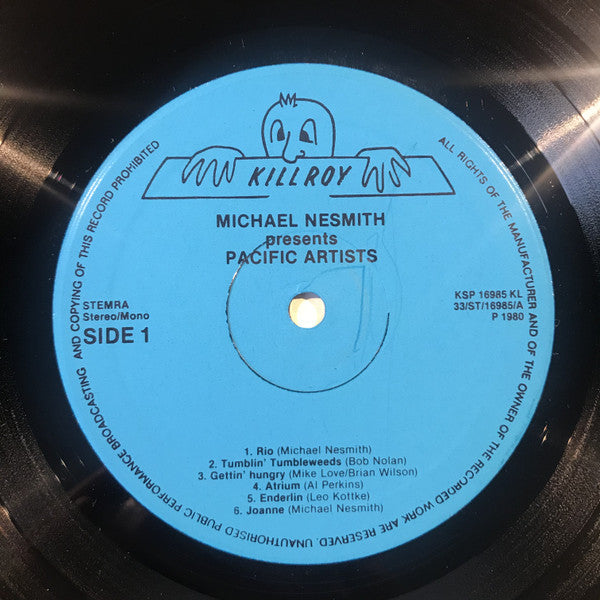 KILLROY
MICHAEL NESMITH
presents
PACIFIC ARTISTS
STEMRA
Stereo/Mono
SIDE 1
KSP 16985 KL
33/ST/16985/A
P 1980
1. Rio (Michael Nesmith)
2. Tumblin' Tumbleweeds (Bob Nolan)
3. Gettin' hungry (Mike Love/Brian Wilson)
4. Atrium (Al Perkins)
5. Enderlin (Leo Kottke)
6. Joanne (Michael Nesmith)
ALL RIGHTS OF THE MANUFACTURER AND OF THE OWNER OF THE RECORDED WORK ARE RESERVED. UNAUTHORISED PUBLIC PERFORMANCE BROADCASTING AND COPYING OF THIS RECORD PROHIBITED